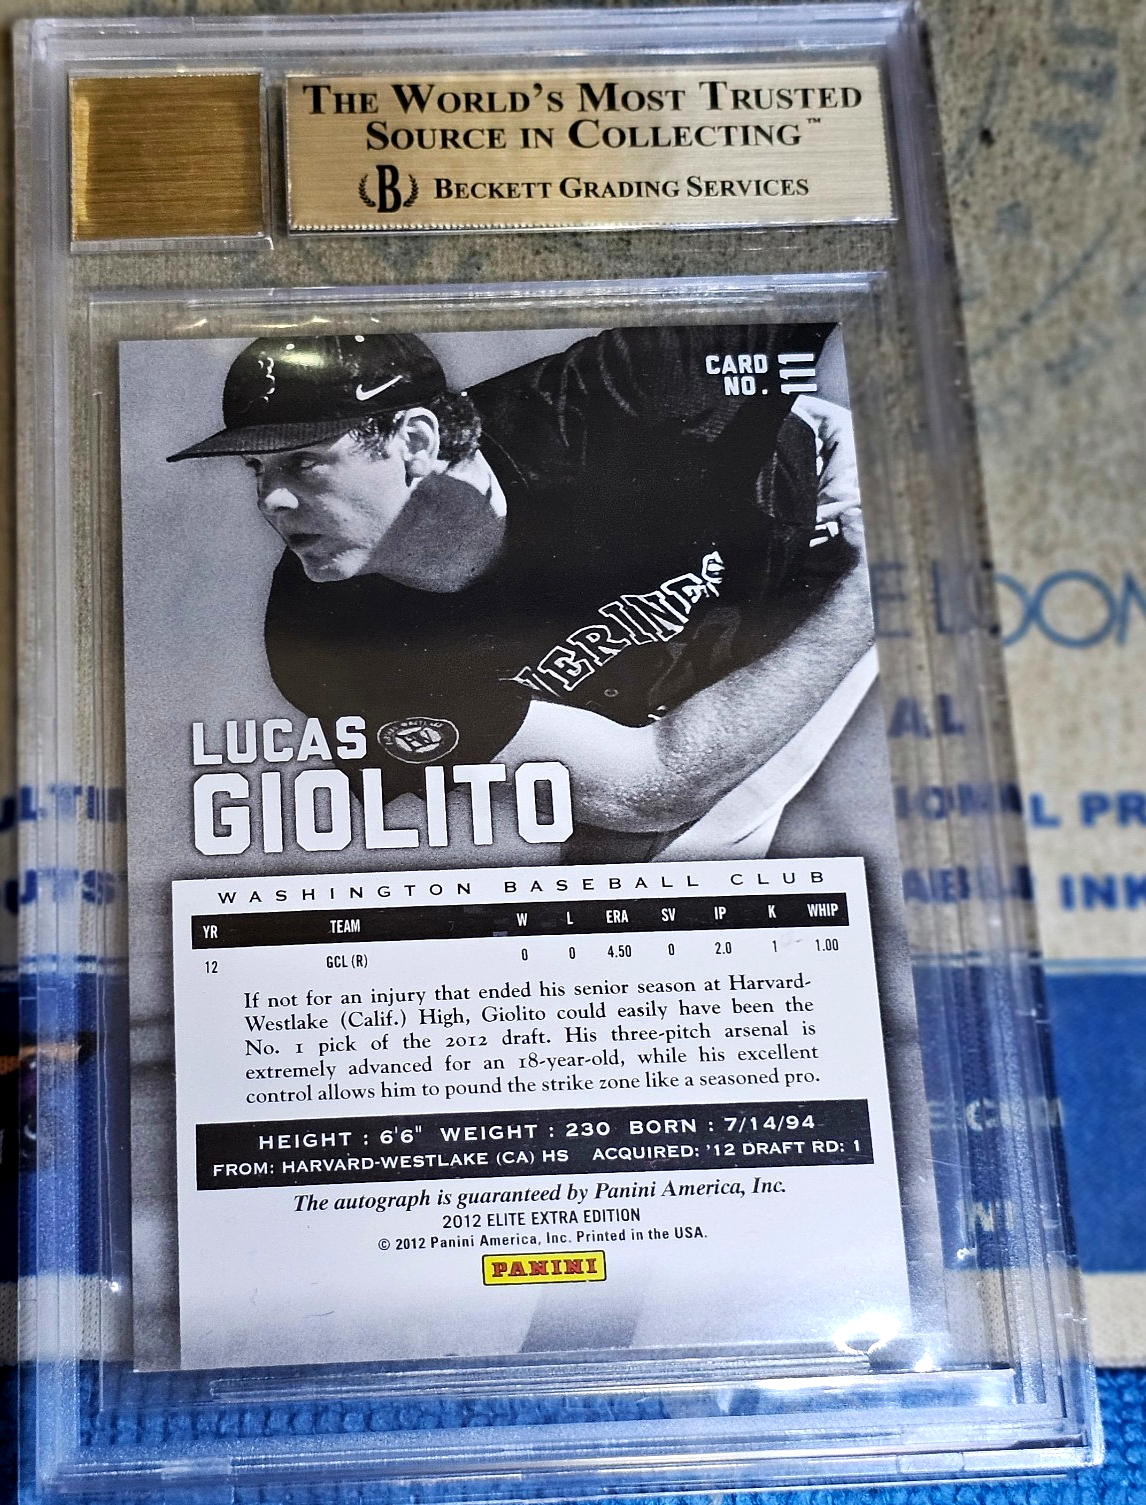 THE WORLD'S MOST TRUSTED
SOURCE IN COLLECTING™
B BECKETT GRADING SERVICES
CARD
NO. 111
VERINES
LUCAS
GIOLITO
WASHINGTON BASEBALL CLUB
YR TEAM W L ERA SV IP K WHIP
12 GCL (R) 0 0 4.50 0 2.0 1 1.00
If not for an injury that ended his senior season at Harvard-
Westlake (Calif.) High, Giolito could easily have been the
No. 1 pick of the 2012 draft. His three-pitch arsenal is
extremely advanced for an 18-year-old, while his excellent
control allows him to pound the strike zone like a seasoned pro.
HEIGHT : 6'6" WEIGHT : 230 BORN : 7/14/94
FROM: HARVARD-WESTLAKE (CA) HS ACQUIRED: '12 DRAFT RD: 1
The autograph is guaranteed by Panini America, Inc.
2012 ELITE EXTRA EDITION
© 2012 Panini America, Inc. Printed in the USA.
PANINI